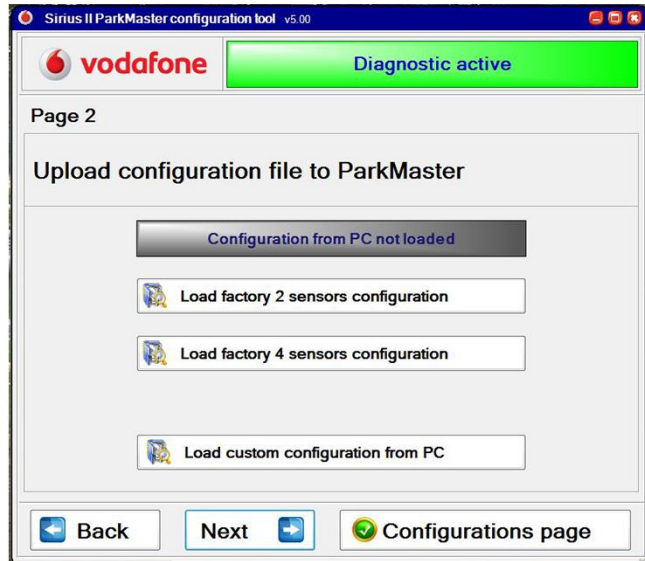 Sirius II ParkMaster configuration tool v5.00
vodafone
Diagnostic active
Page 2
Upload configuration file to ParkMaster
Configuration from PC not loaded
Load factory 2 sensors configuration
Load factory 4 sensors configuration
Load custom configuration from PC
Back
Next
Configurations page